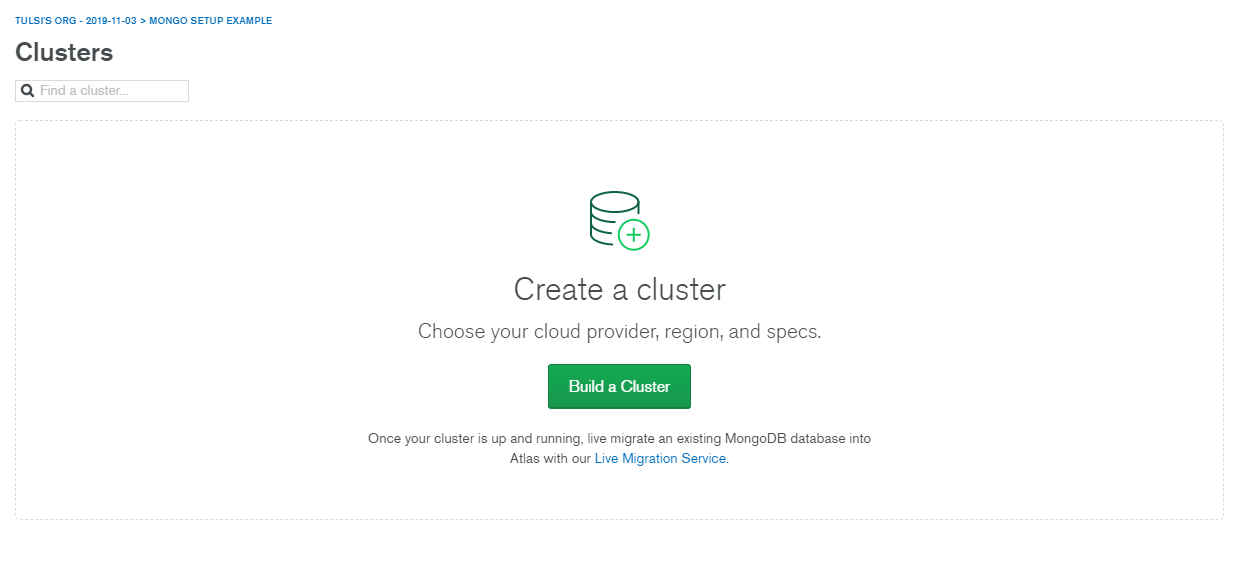 TULSI'S ORG - 2019-11-03 > MONGO SETUP EXAMPLE
Clusters
Find a cluster...
Create a cluster
Choose your cloud provider, region, and specs.
Build a Cluster
Once your cluster is up and running, live migrate an existing MongoDB database into
Atlas with our Live Migration Service.